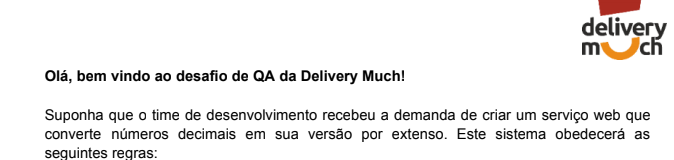 delivery
much
Olá, bem vindo ao desafio de QA da Delivery Much!
Suponha que o time de desenvolvimento recebeu a demanda de criar um serviço web que
converte números decimais em sua versão por extenso. Este sistema obedecerá as
seguintes regras: